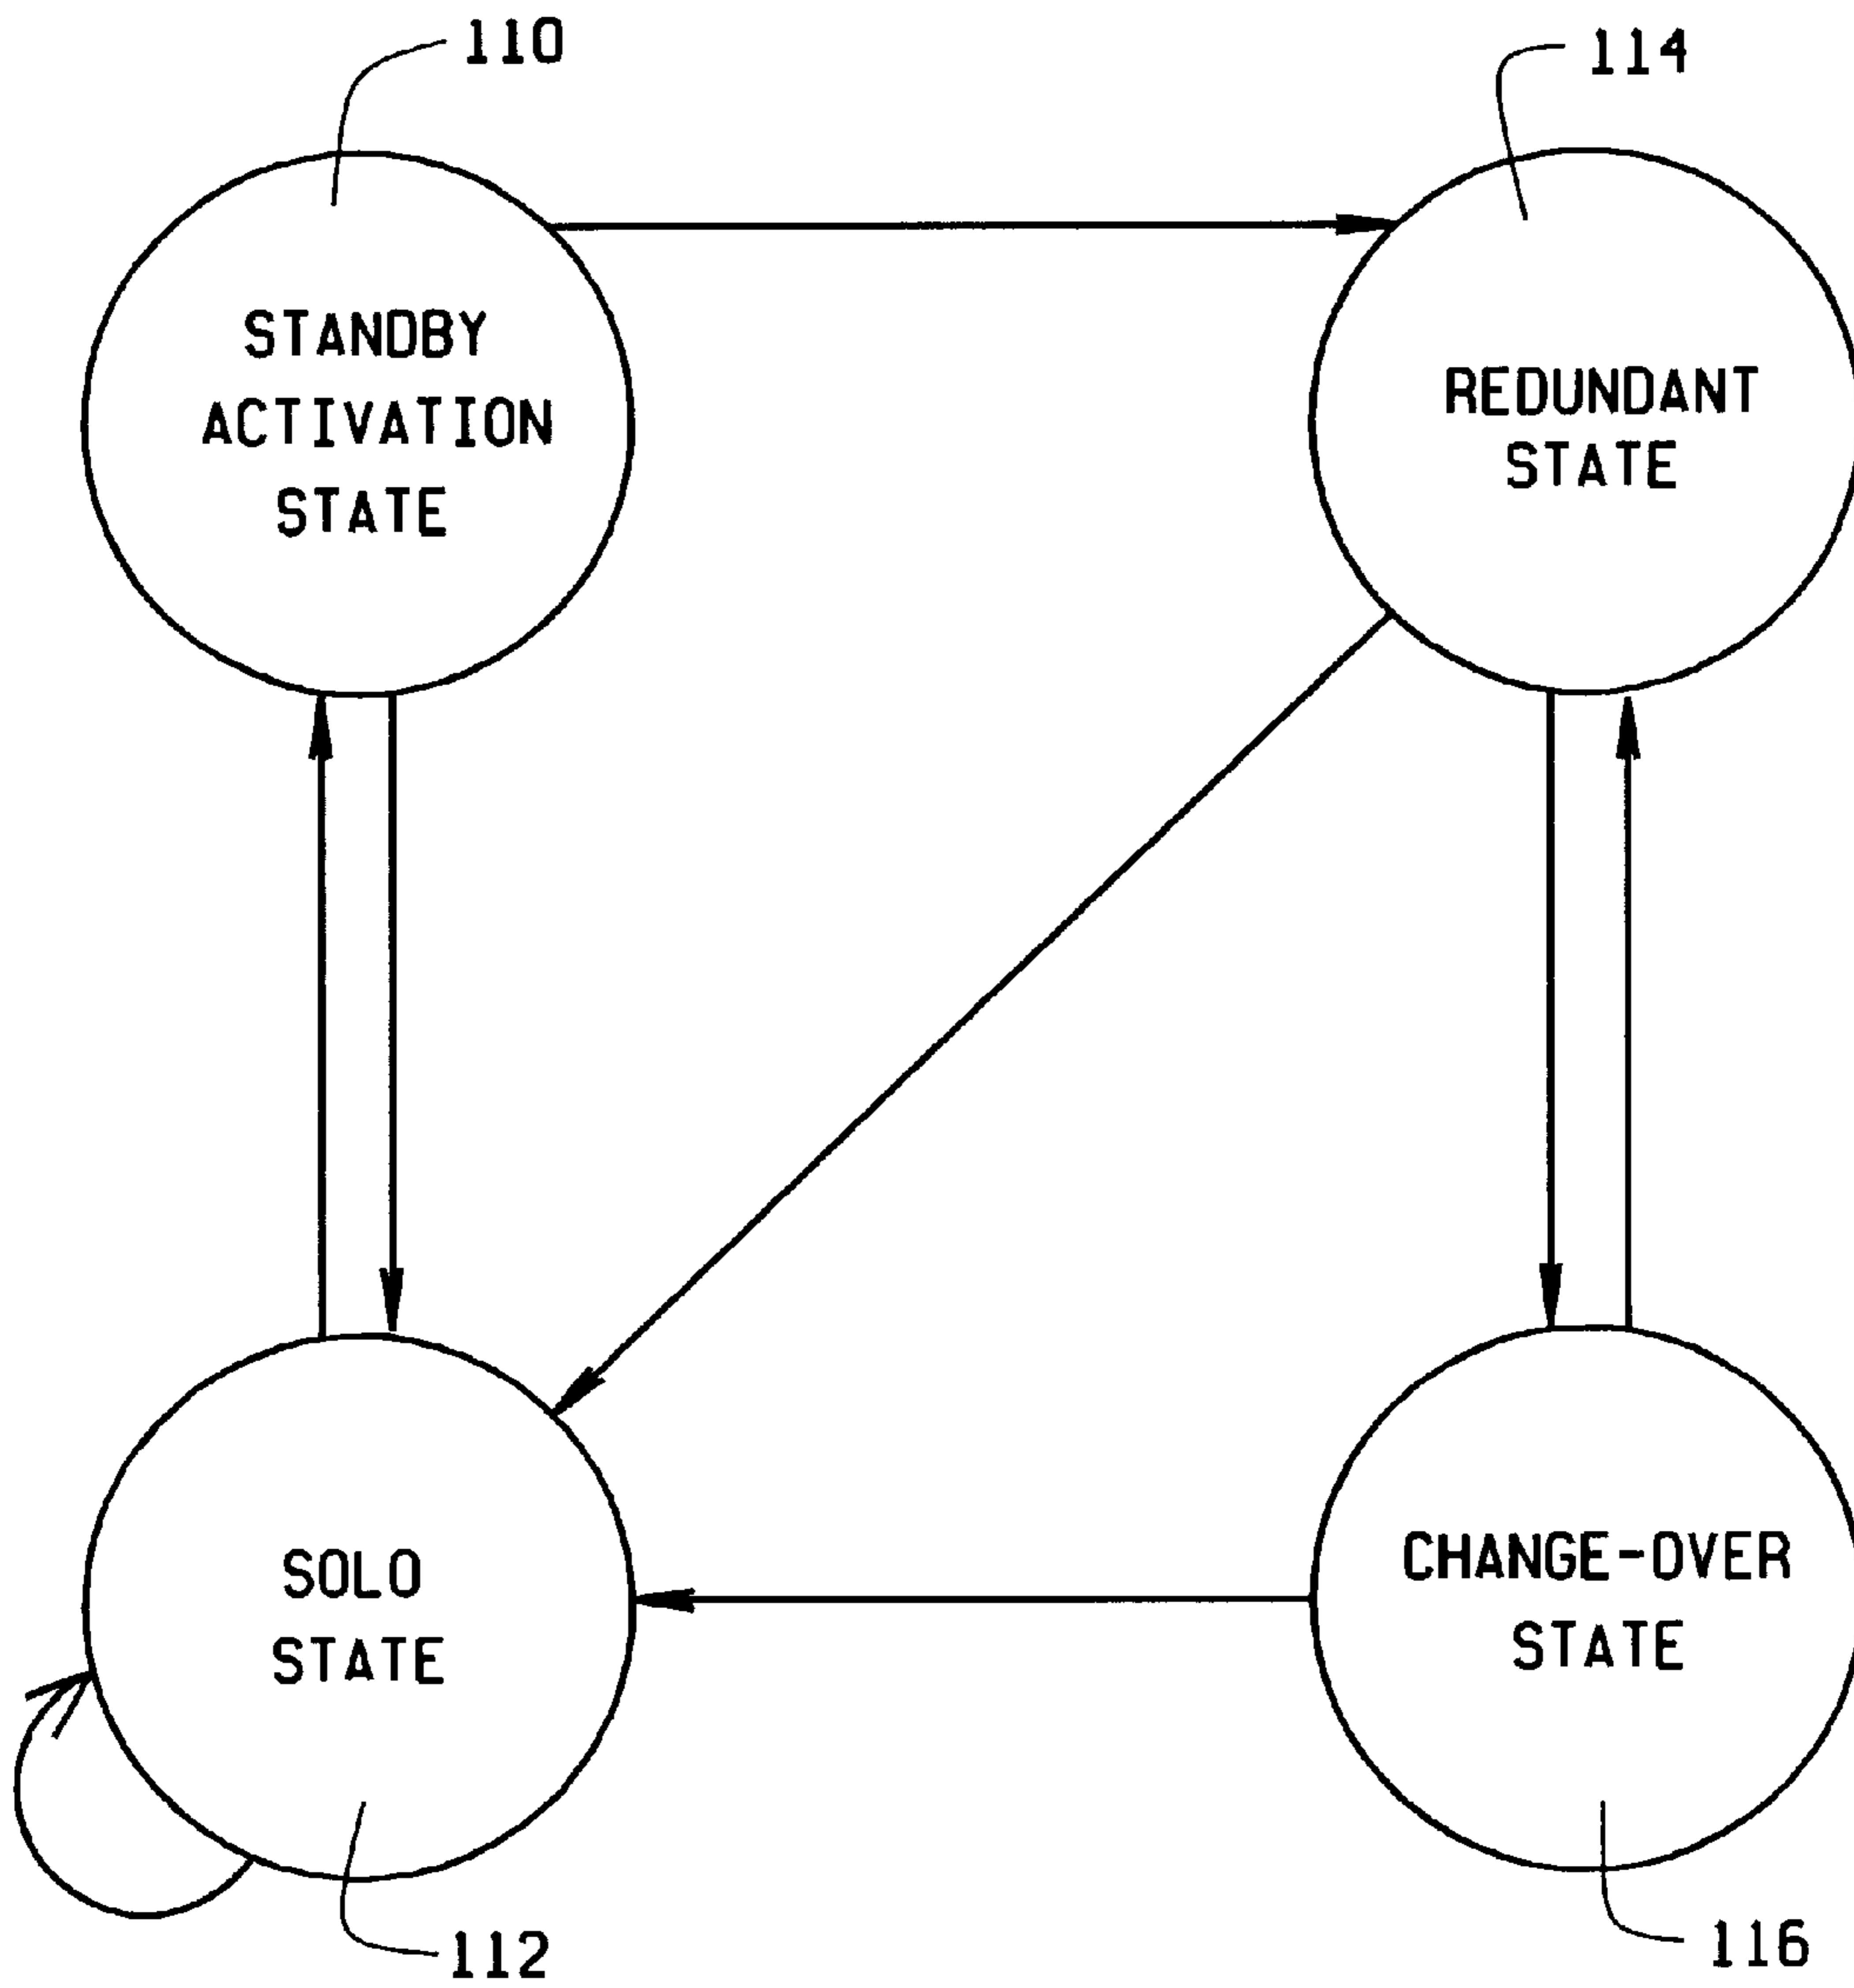 110
114
STANDBY
ACTIVATION
STATE
REDUNDANT
STATE
SOLO
STATE
CHANGE-OVER
STATE
112
116